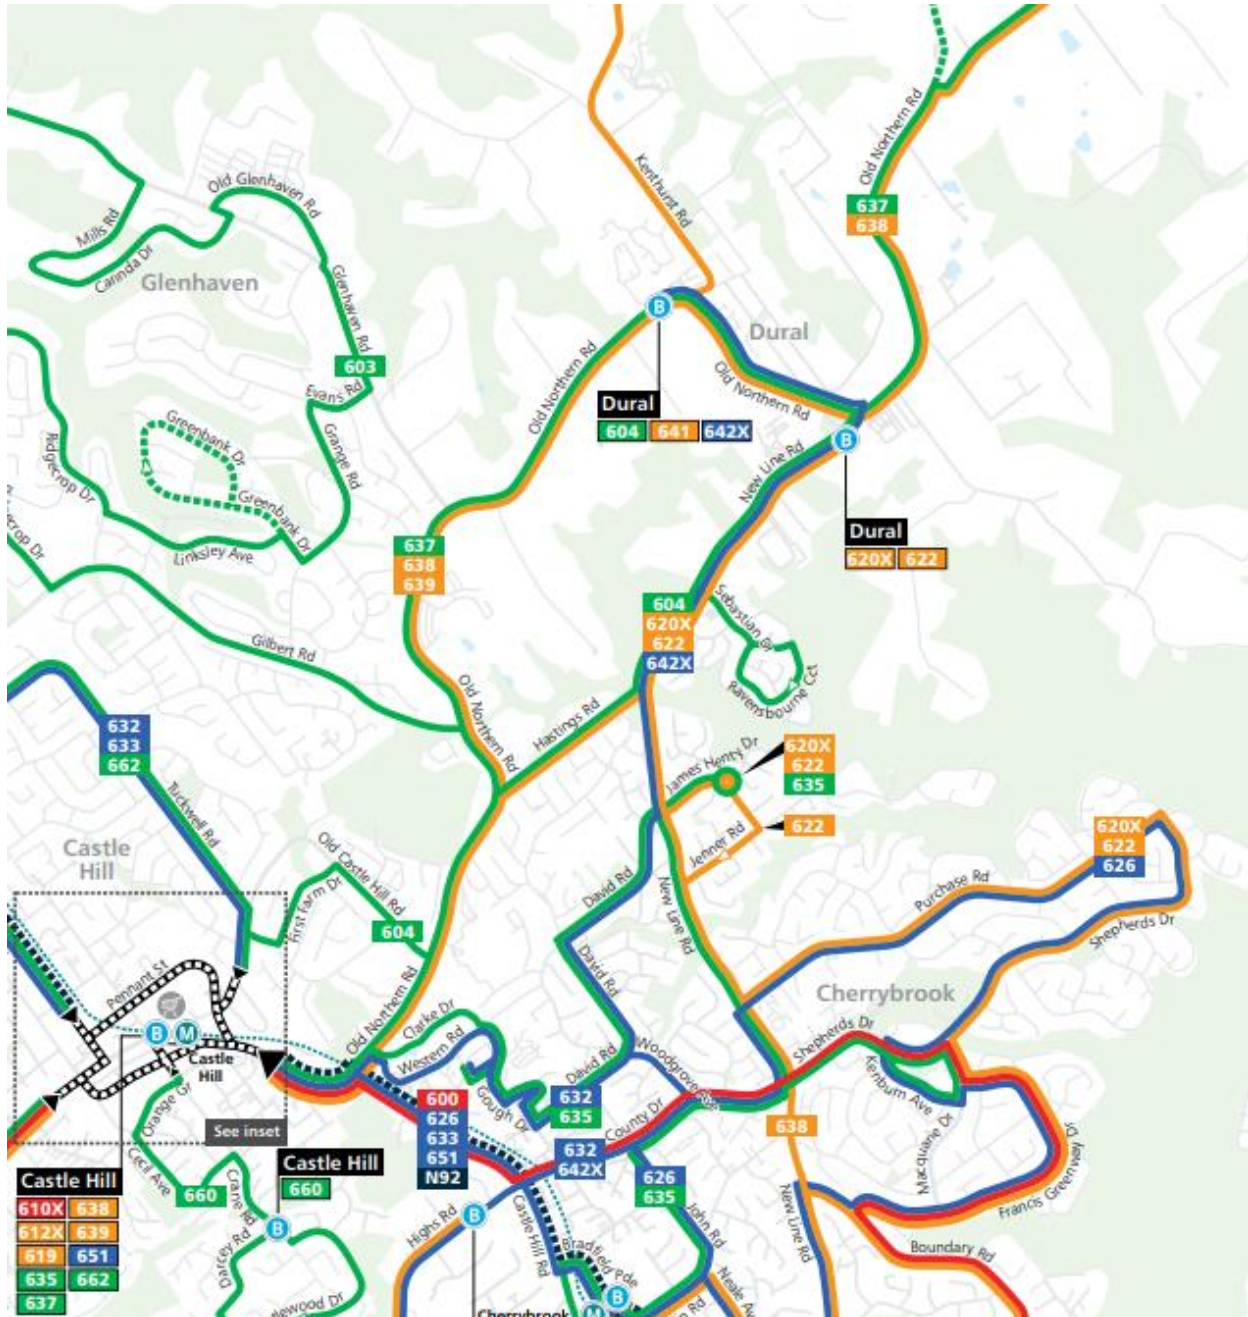 Old Northern Rd
Kenthurst Rd
637
638
Old Glenhaven Rd
Mills Rd
Carinda Dr
Glenhaven
Glenhaven Rd
B
Dural
603
Old Northern Rd
Old Northern Rd
Evans Rd
Dural
604 641 642X
Greenbank Dr
Grange Rd
B
New Line Rd
Ridgecrop Dr
Greenbank Dr
Dural
620X 622
crop Dr
Linksley Ave
637
638
639
Sebastian Dr
604
620X
622
642X
Gilbert Rd
Ravensbourne Cct
Old Northern Rd
Hastings Rd
632
633
662
James Henty Dr
620X
622
635
Tuckwell Rd
622
Jenner Rd
620X
622
626
Castle
Hill
Old Castle Hill Rd
First Farm Dr
David Rd
New Line Rd
Purchase Rd
Shepherds Dr
604
David Rd
Pennant St
Old Northern Rd
Cherrybrook
Clarke Dr
Western Rd
Shepherds Dr
B M
Castle
Hill
David Rd
Woodgrove Ave
Kenburn Ave
Orange Gr
600
626
633
651
N92
Gough Dr
632
635
County Dr
638
Macquarie Dr
See inset
Francis Greenway Dr
Castle Hill
660
632
642X
Cecil Ave
Castle Hill
610X 638
612X 639
619 651
635 662
637
660
Crane Rd
626
635
B
Highs Rd
B
Castle Hill Rd
John Rd
New Line Rd
Darcey Rd
Boundary Rd
B
M
Cherrybrook